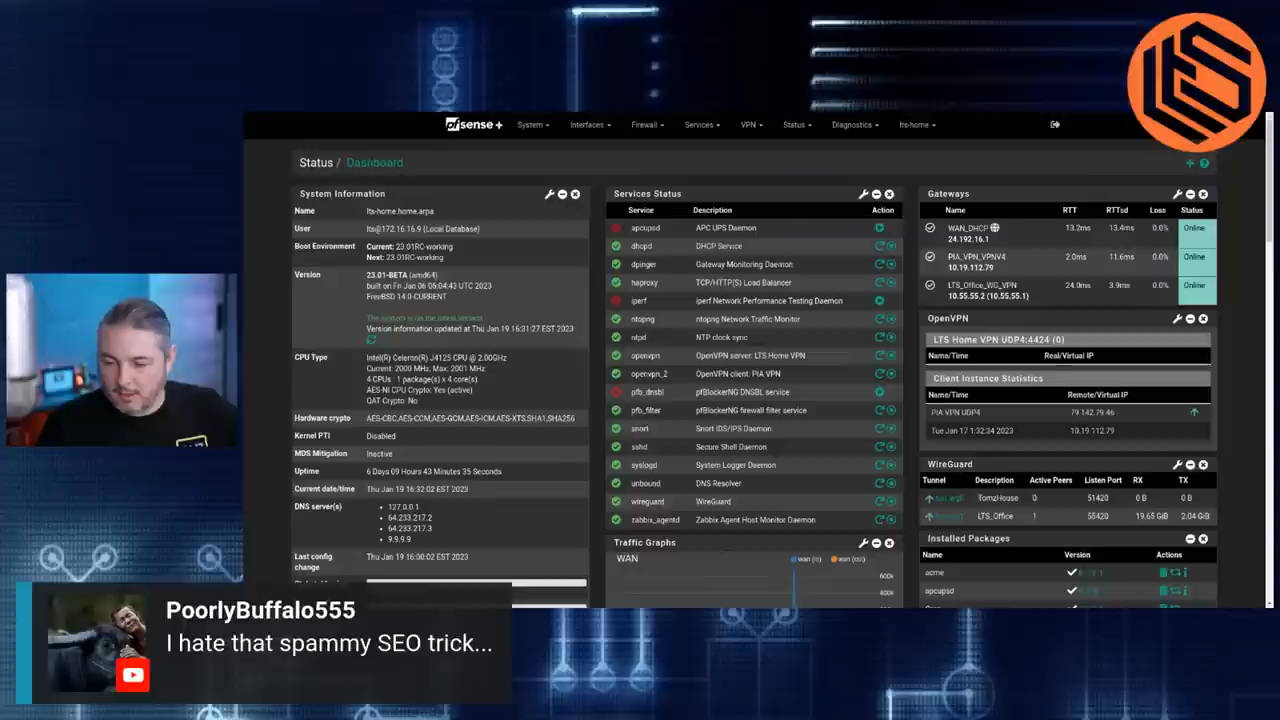 pfsense +
System
Interfaces
Firewall
Services
VPN
Status
Diagnostics
lts-home
Status / Dashboard
System Information
Name lts-home.home.arpa
User lts@172.16.16.9 (Local Database)
Boot Environment Current: 23.01RC-working
Next: 23.01RC-working
Version 23.01-BETA (amd64)
built on Fri Jan 06 06:04:43 UTC 2023
FreeBSD 14.0-CURRENT
The system is on the latest version.
Version information updated at Thu Jan 19 16:31:27 EST 2023
CPU Type Intel(R) Celeron(R) J4125 CPU @ 2.00GHz
Current: 2000 MHz, Max: 2001 MHz
4 CPUs : 1 package(s) x 4 core(s)
AES-NI CPU Crypto: Yes (active)
QAT Crypto: No
Hardware crypto AES-CBC,AES-CCM,AES-GCM,AES-ICM,AES-XTS,SHA1,SHA256
Kernel PTI Disabled
MDS Mitigation Inactive
Uptime 6 Days 09 Hours 43 Minutes 35 Seconds
Current date/time Thu Jan 19 16:32:02 EST 2023
DNS server(s)
127.0.0.1
64.233.217.2
64.233.217.3
9.9.9.9
Last config change Thu Jan 19 16:00:02 EST 2023
Services Status
Service Description Action
apcupsd APC UPS Daemon
dhcpd DHCP Service
dpinger Gateway Monitoring Daemon
haproxy TCP/HTTP(S) Load Balancer
iperf iperf Network Performance Testing Daemon
ntopng ntopng Network Traffic Monitor
ntpd NTP clock sync
openvpn OpenVPN server: LTS Home VPN
openvpn_2 OpenVPN client: PIA VPN
pfb_dnsbl pfBlockerNG DNSBL service
pfb_filter pfBlockerNG firewall filter service
snort Snort IDS/IPS Daemon
sshd Secure Shell Daemon
syslogd System Logger Daemon
unbound DNS Resolver
wireguard WireGuard
zabbix_agentd Zabbix Agent Host Monitor Daemon
Traffic Graphs
WAN
wan (in) wan (out)
600k
400k
Gateways
Name RTT RTTsd Loss Status
WAN_DHCP 13.2ms 13.4ms 0.0% Online
24.192.16.1
PIA_VPN_VPNV4 2.0ms 11.6ms 0.0% Online
10.19.112.79
LTS_Office_WG_VPN 24.0ms 3.9ms 0.0% Online
10.55.55.2 (10.55.55.1)
OpenVPN
LTS Home VPN UDP4:4424 (0)
Name/Time Real/Virtual IP
Client Instance Statistics
Name/Time Remote/Virtual IP
PIA VPN UDP4 79.142.79.46
Tue Jan 17 1:32:34 2023 10.19.112.79
WireGuard
Tunnel Description Active Peers Listen Port RX TX
TomzHouse 0 51420 0 B 0 B
LTS_Office 1 55420 19.65 GiB 2.04 GiB
Installed Packages
Name Version Actions
acme
apcupsd
PoorlyBuffalo555
I hate that spammy SEO trick...